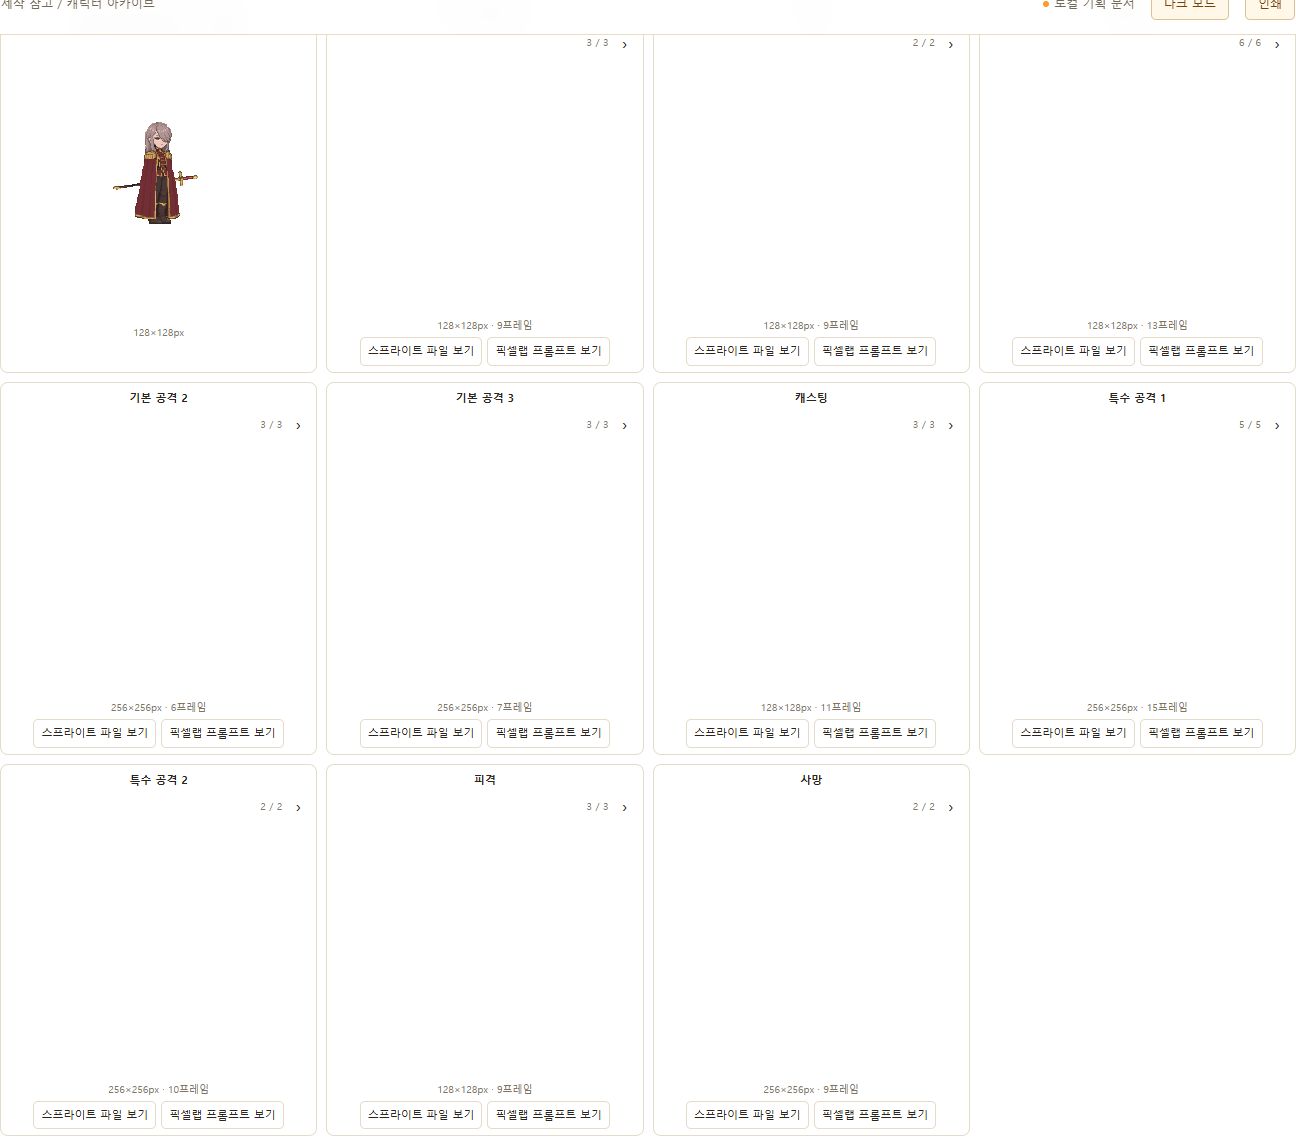 제작 참고 / 캐릭터 아카이브
로컬 기획 문서
다크 모드
인쇄
3 / 3 ›
2 / 2 ›
6 / 6 ›
128×128px
128×128px · 9프레임
스프라이트 파일 보기
픽셀랩 프롬프트 보기
128×128px · 9프레임
스프라이트 파일 보기
픽셀랩 프롬프트 보기
128×128px · 13프레임
스프라이트 파일 보기
픽셀랩 프롬프트 보기
기본 공격 2
3 / 3 ›
256×256px · 6프레임
스프라이트 파일 보기
픽셀랩 프롬프트 보기
기본 공격 3
3 / 3 ›
256×256px · 7프레임
스프라이트 파일 보기
픽셀랩 프롬프트 보기
캐스팅
3 / 3 ›
128×128px · 11프레임
스프라이트 파일 보기
픽셀랩 프롬프트 보기
특수 공격 1
5 / 5 ›
256×256px · 15프레임
스프라이트 파일 보기
픽셀랩 프롬프트 보기
특수 공격 2
2 / 2 ›
256×256px · 10프레임
스프라이트 파일 보기
픽셀랩 프롬프트 보기
피격
3 / 3 ›
128×128px · 9프레임
스프라이트 파일 보기
픽셀랩 프롬프트 보기
사망
2 / 2 ›
256×256px · 9프레임
스프라이트 파일 보기
픽셀랩 프롬프트 보기